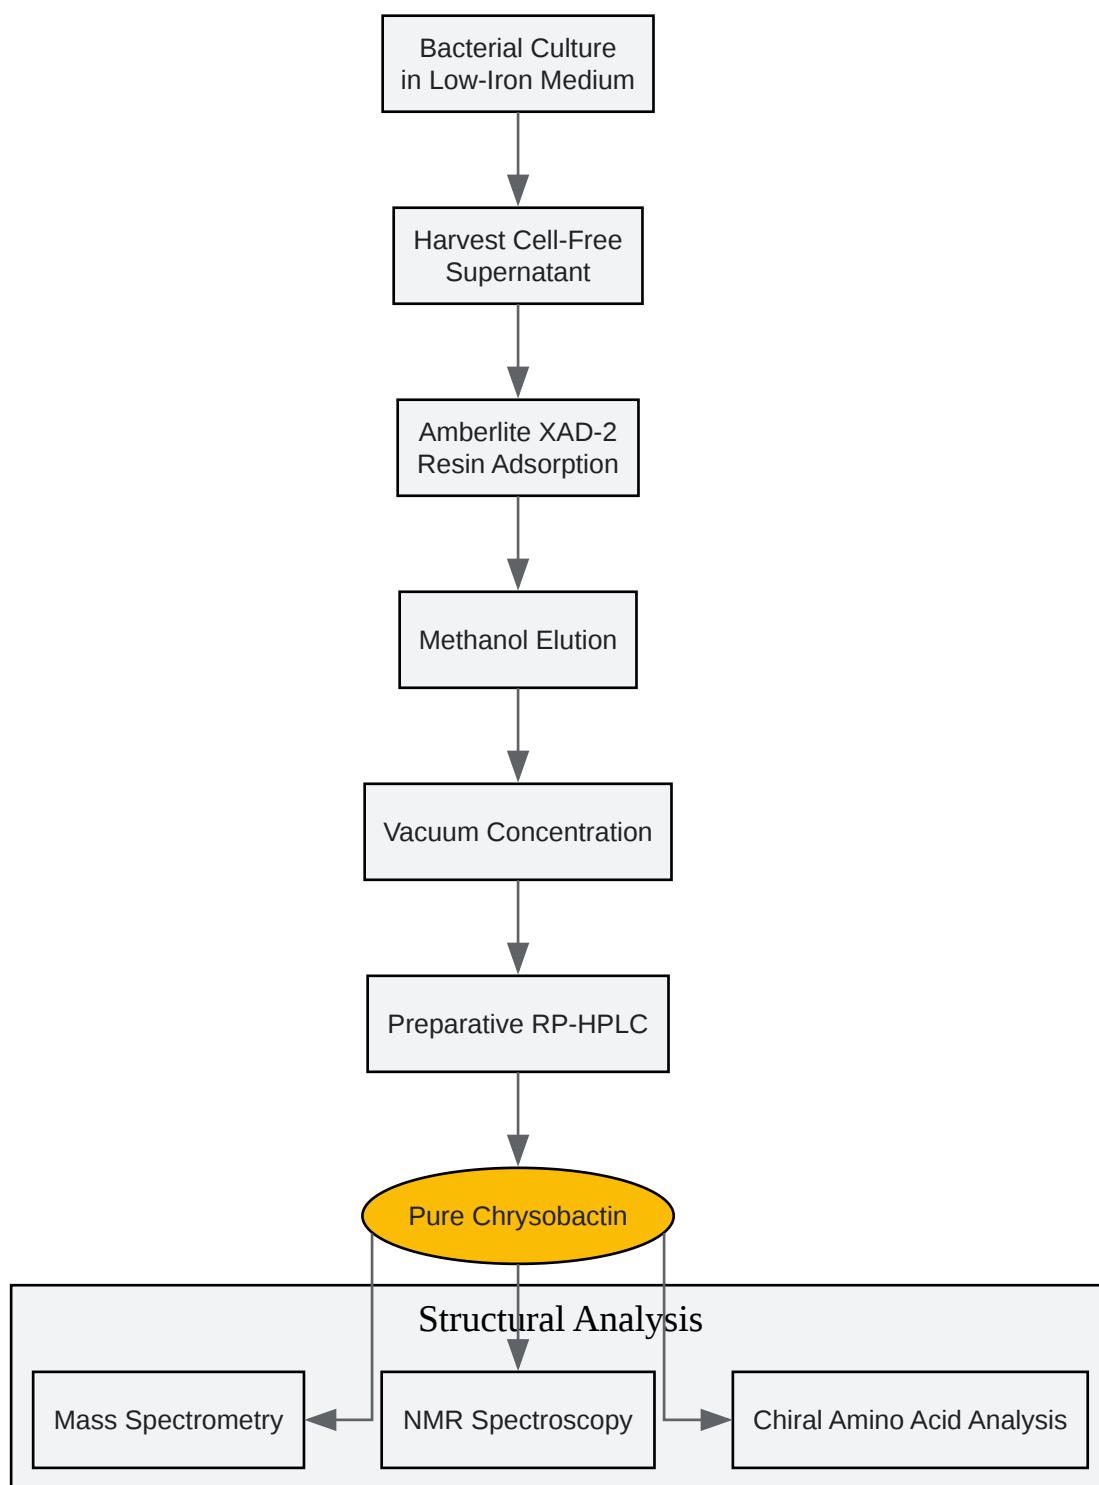 Bacterial Culture
in Low-Iron Medium
Harvest Cell-Free
Supernatant
Amberlite XAD-2
Resin Adsorption
Methanol Elution
Vacuum Concentration
Preparative RP-HPLC
Pure Chrysobactin
Structural Analysis
Mass Spectrometry
NMR Spectroscopy
Chiral Amino Acid Analysis